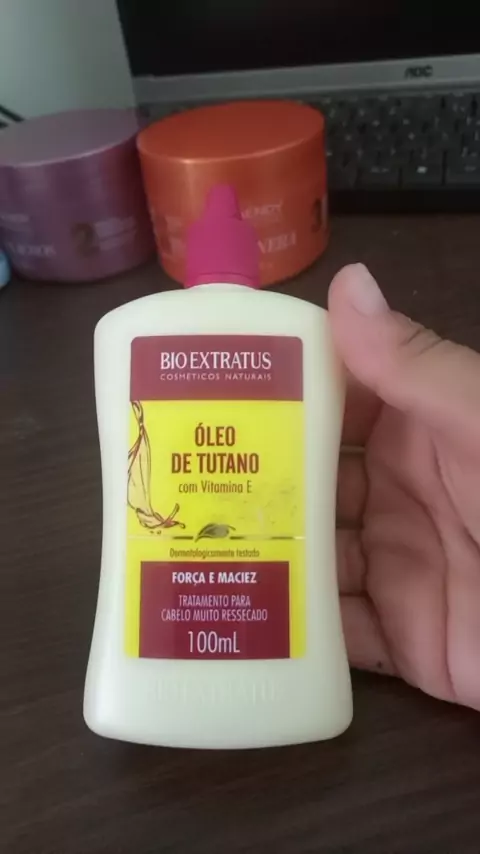 AOC
2
BIO EXTRATUS
COSMÉTICOS NATURAIS
ÓLEO
DE TUTANO
com Vitamina E
Dermatologicamente testado
FORÇA E MACIEZ
TRATAMENTO PARA
CABELO MUITO RESSECADO
100mL